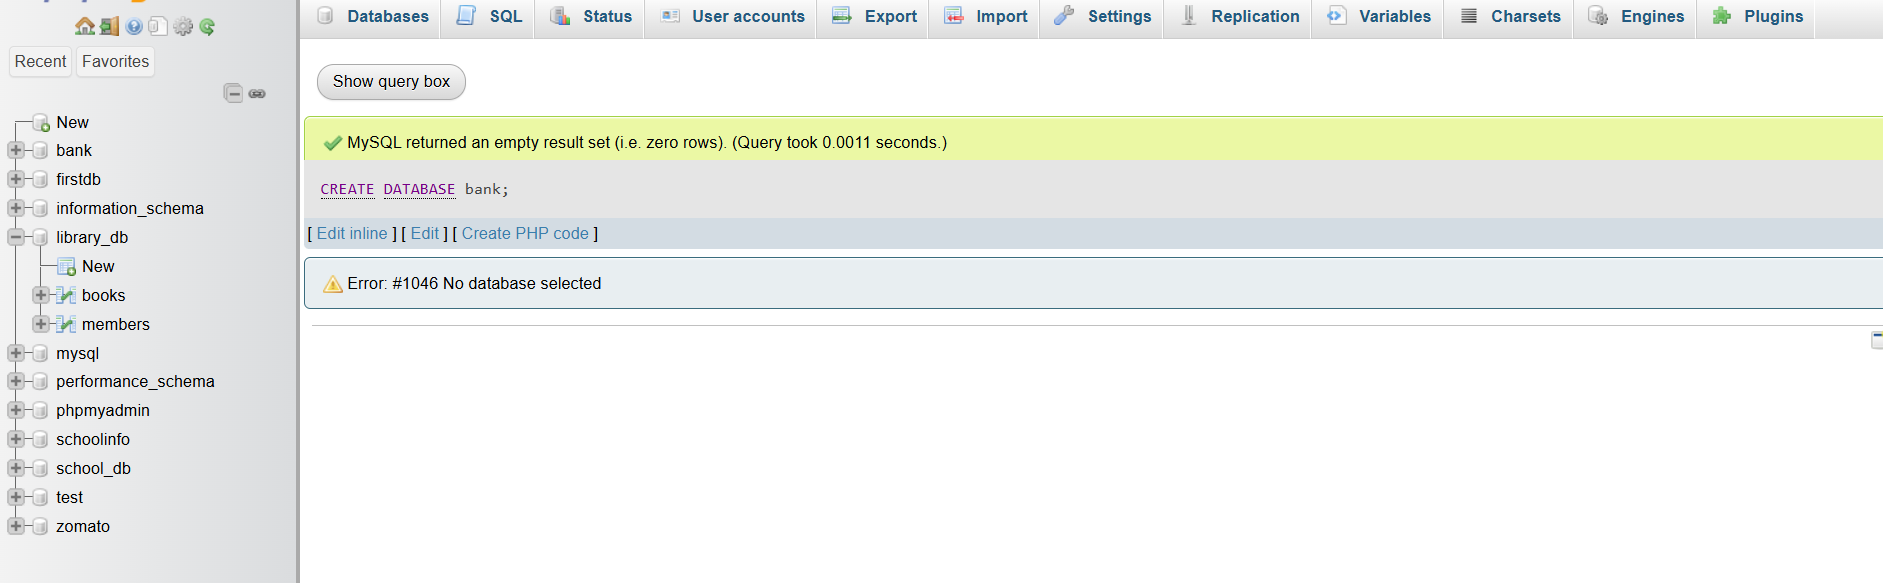 Databases SQL Status User accounts Export Import Settings Replication Variables Charsets Engines Plugins
Recent Favorites
New
bank
firstdb
information_schema
library_db
New
books
members
mysql
performance_schema
phpmyadmin
schoolinfo
school_db
test
zomato
Show query box
MySQL returned an empty result set (i.e. zero rows). (Query took 0.0011 seconds.)
CREATE DATABASE bank;
[ Edit inline ] [ Edit ] [ Create PHP code ]
Error: #1046 No database selected